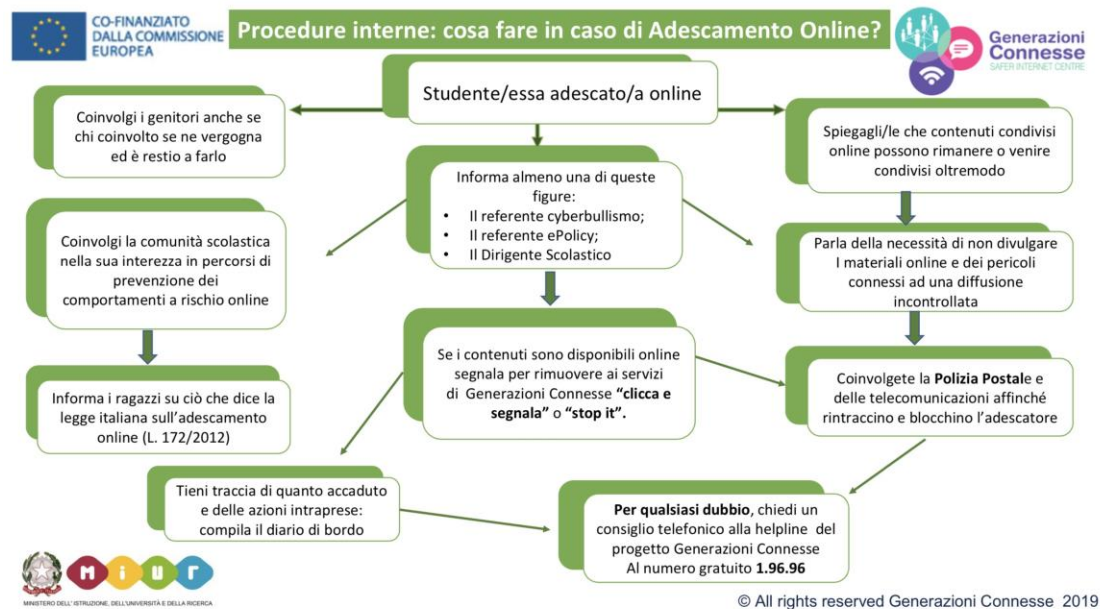 CO-FINANZIATO
DALLA COMMISSIONE
EUROPEA
Procedure interne: cosa fare in caso di Adescamento Online?
Generazioni
Connesse
SAFER INTERNET CENTRE
Studente/essa adescato/a online
Coinvolgi i genitori anche se
chi coinvolto se ne vergogna
ed è restio a farlo
Spiegagli/le che contenuti condivisi
online possono rimanere o venire
condivisi oltremodo
Informa almeno una di queste
figure:
• Il referente cyberbullismo;
• Il referente ePolicy;
• Il Dirigente Scolastico
Coinvolgi la comunità scolastica
nella sua interezza in percorsi di
prevenzione dei
comportamenti a rischio online
Parla della necessità di non divulgare
I materiali online e dei pericoli
connessi ad una diffusione
incontrollata
Se i contenuti sono disponibili online
segnala per rimuovere ai servizi
di Generazioni Connesse “clicca e
segnala” o “stop it”.
Informa i ragazzi su ciò che dice la
legge italiana sull’adescamento
online (L. 172/2012)
Coinvolgete la Polizia Postale e
delle telecomunicazioni affinché
rintraccino e blocchino l’adescatore
Tieni traccia di quanto accaduto
e delle azioni intraprese:
compila il diario di bordo
Per qualsiasi dubbio, chiedi un
consiglio telefonico alla helpline del
progetto Generazioni Connesse
Al numero gratuito 1.96.96
miur
MINISTERO DELL’ISTRUZIONE, DELL’UNIVERSITÀ E DELLA RICERCA
© All rights reserved Generazioni Connesse 2019